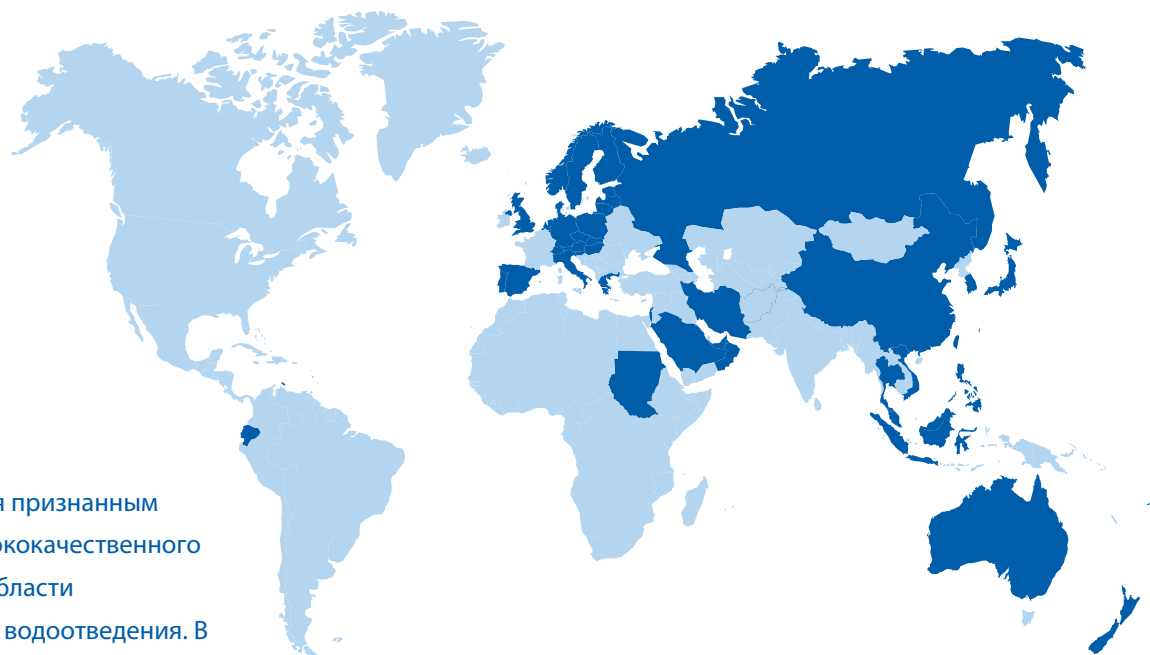 я признанным
ококачественного
бласти
водоотведения. В